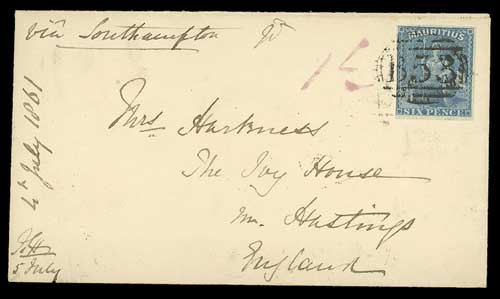 via Southampton
15
MAURITIUS
B53
SIX PENCE
Mrs Harkness
The Ivy House
nr. Hastings
England
4th July 1861
5 July